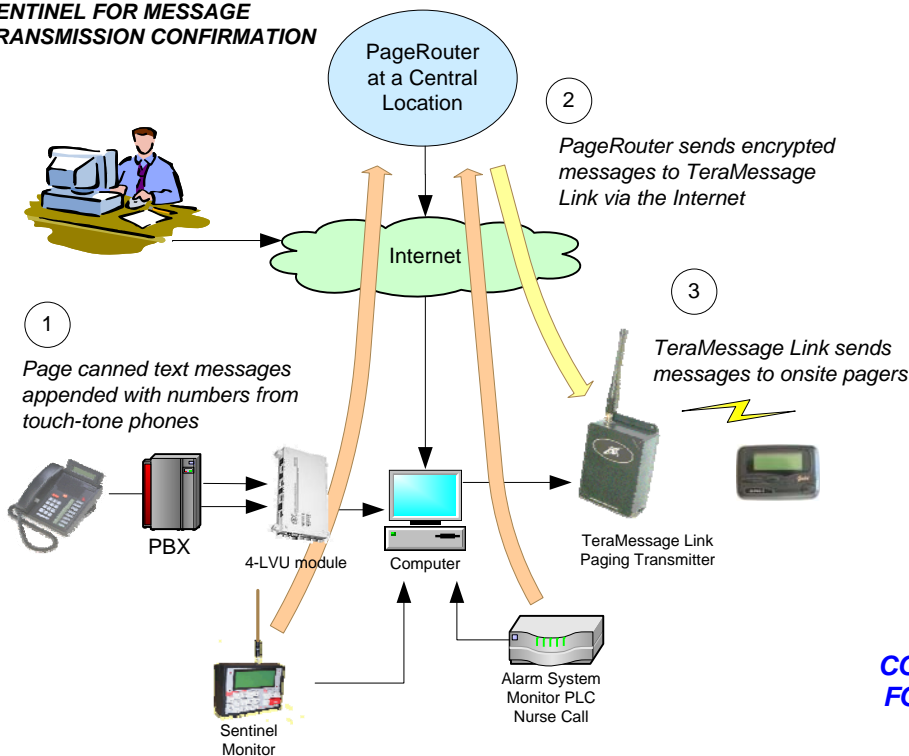 ENTINEL FOR MESSAGE
RANSMISSION CONFIRMATION
PageRouter
at a Central
Location
2
PageRouter sends encrypted
messages to TeraMessage
Link via the Internet
Internet
1
Page canned text messages
appended with numbers from
touch-tone phones
3
TeraMessage Link sends
messages to onsite pagers
PBX
4-LVU module
Computer
TeraMessage Link
Paging Transmitter
Sentinel
Monitor
Alarm System
Monitor PLC
Nurse Call
CO
FO